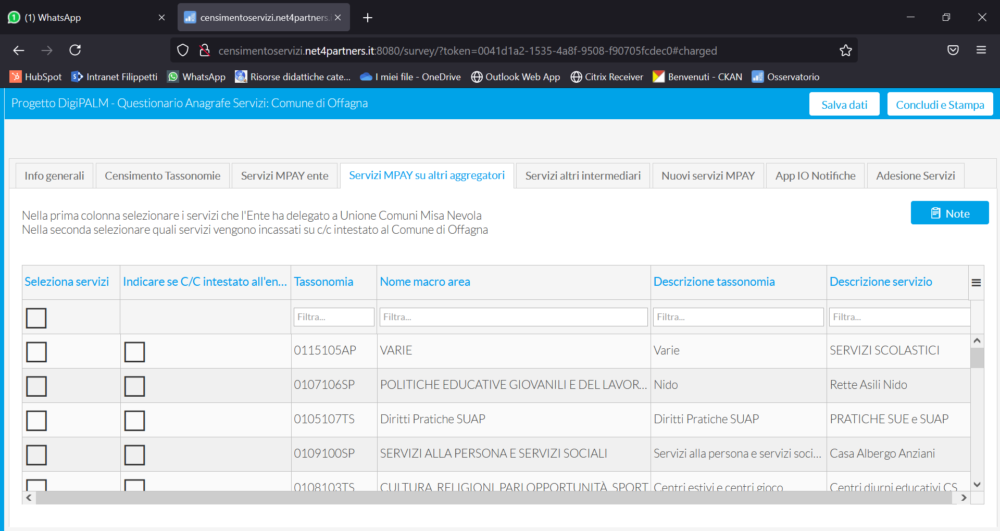 (1) WhatsApp
censimentoservizi.net4partners.i
censimentoservizi.net4partners.it:8080/survey/?token=0041d1a2-1535-4a8f-9508-f90705fcdec0#charged
HubSpot
Intranet Filippetti
WhatsApp
Risorse didattiche cate...
I miei file - OneDrive
Outlook Web App
Citrix Receiver
Benvenuti - CKAN
Osservatorio
Progetto DigiPALM - Questionario Anagrafe Servizi: Comune di Offagna
Salva dati
Concludi e Stampa
Info generali
Censimento Tassonomie
Servizi MPAY ente
Servizi MPAY su altri aggregatori
Servizi altri intermediari
Nuovi servizi MPAY
App IO Notifiche
Adesione Servizi
Nella prima colonna selezionare i servizi che l'Ente ha delegato a Unione Comuni Misa Nevola
Nella seconda selezionare quali servizi vengono incassati su c/c intestato al Comune di Offagna
Note
Seleziona servizi
Indicare se C/C intestato all'en...
Tassonomia
Nome macro area
Descrizione tassonomia
Descrizione servizio
Filtra...
Filtra...
Filtra...
Filtra...
0115105AP
VARIE
Varie
SERVIZI SCOLASTICI
0107106SP
POLITICHE EDUCATIVE GIOVANILI E DEL LAVOR...
Nido
Rette Asili Nido
0105107TS
Diritti Pratiche SUAP
Diritti Pratiche SUAP
PRATICHE SUE e SUAP
0109100SP
SERVIZI ALLA PERSONA E SERVIZI SOCIALI
Servizi alla persona e servizi soci...
Casa Albergo Anziani
0108103TS
CULTURA, RELIGIONI, PARI OPPORTUNITÀ, SPORT
Centri estivi e centri gioco
Centri diurni educativi CS